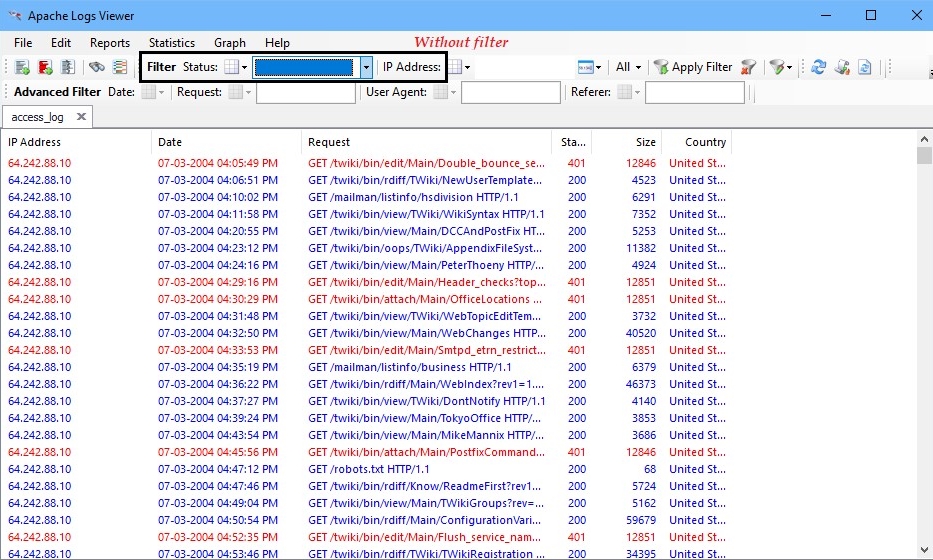 Apache Logs Viewer
File Edit Reports Statistics Graph Help Without filter
Filter Status: IP Address: All Apply Filter
Advanced Filter Date: Request: User Agent: Referer:
access_log
IP Address Date Request Sta... Size Country
64.242.88.10 07-03-2004 04:05:49 PM GET /twiki/bin/edit/Main/Double_bounce_se... 401 12846 United St...
64.242.88.10 07-03-2004 04:06:51 PM GET /twiki/bin/rdiff/TWiki/NewUserTemplate... 200 4523 United St...
64.242.88.10 07-03-2004 04:10:02 PM GET /mailman/listinfo/hsdivision HTTP/1.1 200 6291 United St...
64.242.88.10 07-03-2004 04:11:58 PM GET /twiki/bin/view/TWiki/WikiSyntax HTTP/1.1 200 7352 United St...
64.242.88.10 07-03-2004 04:20:55 PM GET /twiki/bin/view/Main/DCCAndPostFix HT... 200 5253 United St...
64.242.88.10 07-03-2004 04:23:12 PM GET /twiki/bin/oops/TWiki/AppendixFileSyst... 200 11382 United St...
64.242.88.10 07-03-2004 04:24:16 PM GET /twiki/bin/view/Main/PeterThoeny HTTP/... 200 4924 United St...
64.242.88.10 07-03-2004 04:29:16 PM GET /twiki/bin/edit/Main/Header_checks?top... 401 12851 United St...
64.242.88.10 07-03-2004 04:30:29 PM GET /twiki/bin/attach/Main/OfficeLocations ... 401 12851 United St...
64.242.88.10 07-03-2004 04:31:48 PM GET /twiki/bin/view/TWiki/WebTopicEditTem... 200 3732 United St...
64.242.88.10 07-03-2004 04:32:50 PM GET /twiki/bin/view/Main/WebChanges HTTP... 200 40520 United St...
64.242.88.10 07-03-2004 04:33:53 PM GET /twiki/bin/edit/Main/Smtpd_etrn_restrict... 401 12851 United St...
64.242.88.10 07-03-2004 04:35:19 PM GET /mailman/listinfo/business HTTP/1.1 200 6379 United St...
64.242.88.10 07-03-2004 04:36:22 PM GET /twiki/bin/rdiff/Main/WebIndex?rev1=1.... 200 46373 United St...
64.242.88.10 07-03-2004 04:37:27 PM GET /twiki/bin/view/TWiki/DontNotify HTTP/1.1 200 4140 United St...
64.242.88.10 07-03-2004 04:39:24 PM GET /twiki/bin/view/Main/TokyoOffice HTTP/... 200 3853 United St...
64.242.88.10 07-03-2004 04:43:54 PM GET /twiki/bin/view/Main/MikeMannix HTTP/... 200 3686 United St...
64.242.88.10 07-03-2004 04:45:56 PM GET /twiki/bin/attach/Main/PostfixCommand... 401 12846 United St...
64.242.88.10 07-03-2004 04:47:12 PM GET /robots.txt HTTP/1.1 200 68 United St...
64.242.88.10 07-03-2004 04:47:46 PM GET /twiki/bin/rdiff/Know/ReadmeFirst?rev1... 200 5724 United St...
64.242.88.10 07-03-2004 04:49:04 PM GET /twiki/bin/view/Main/TWikiGroups?rev=... 200 5162 United St...
64.242.88.10 07-03-2004 04:50:54 PM GET /twiki/bin/rdiff/Main/ConfigurationVari... 200 59679 United St...
64.242.88.10 07-03-2004 04:52:35 PM GET /twiki/bin/edit/Main/Flush_service_nam... 401 12851 United St...
64.242.88.10 07-03-2004 04:53:46 PM GET /twiki/bin/rdiff/TWiki/TWikiRegistration ... 200 34395 United St...